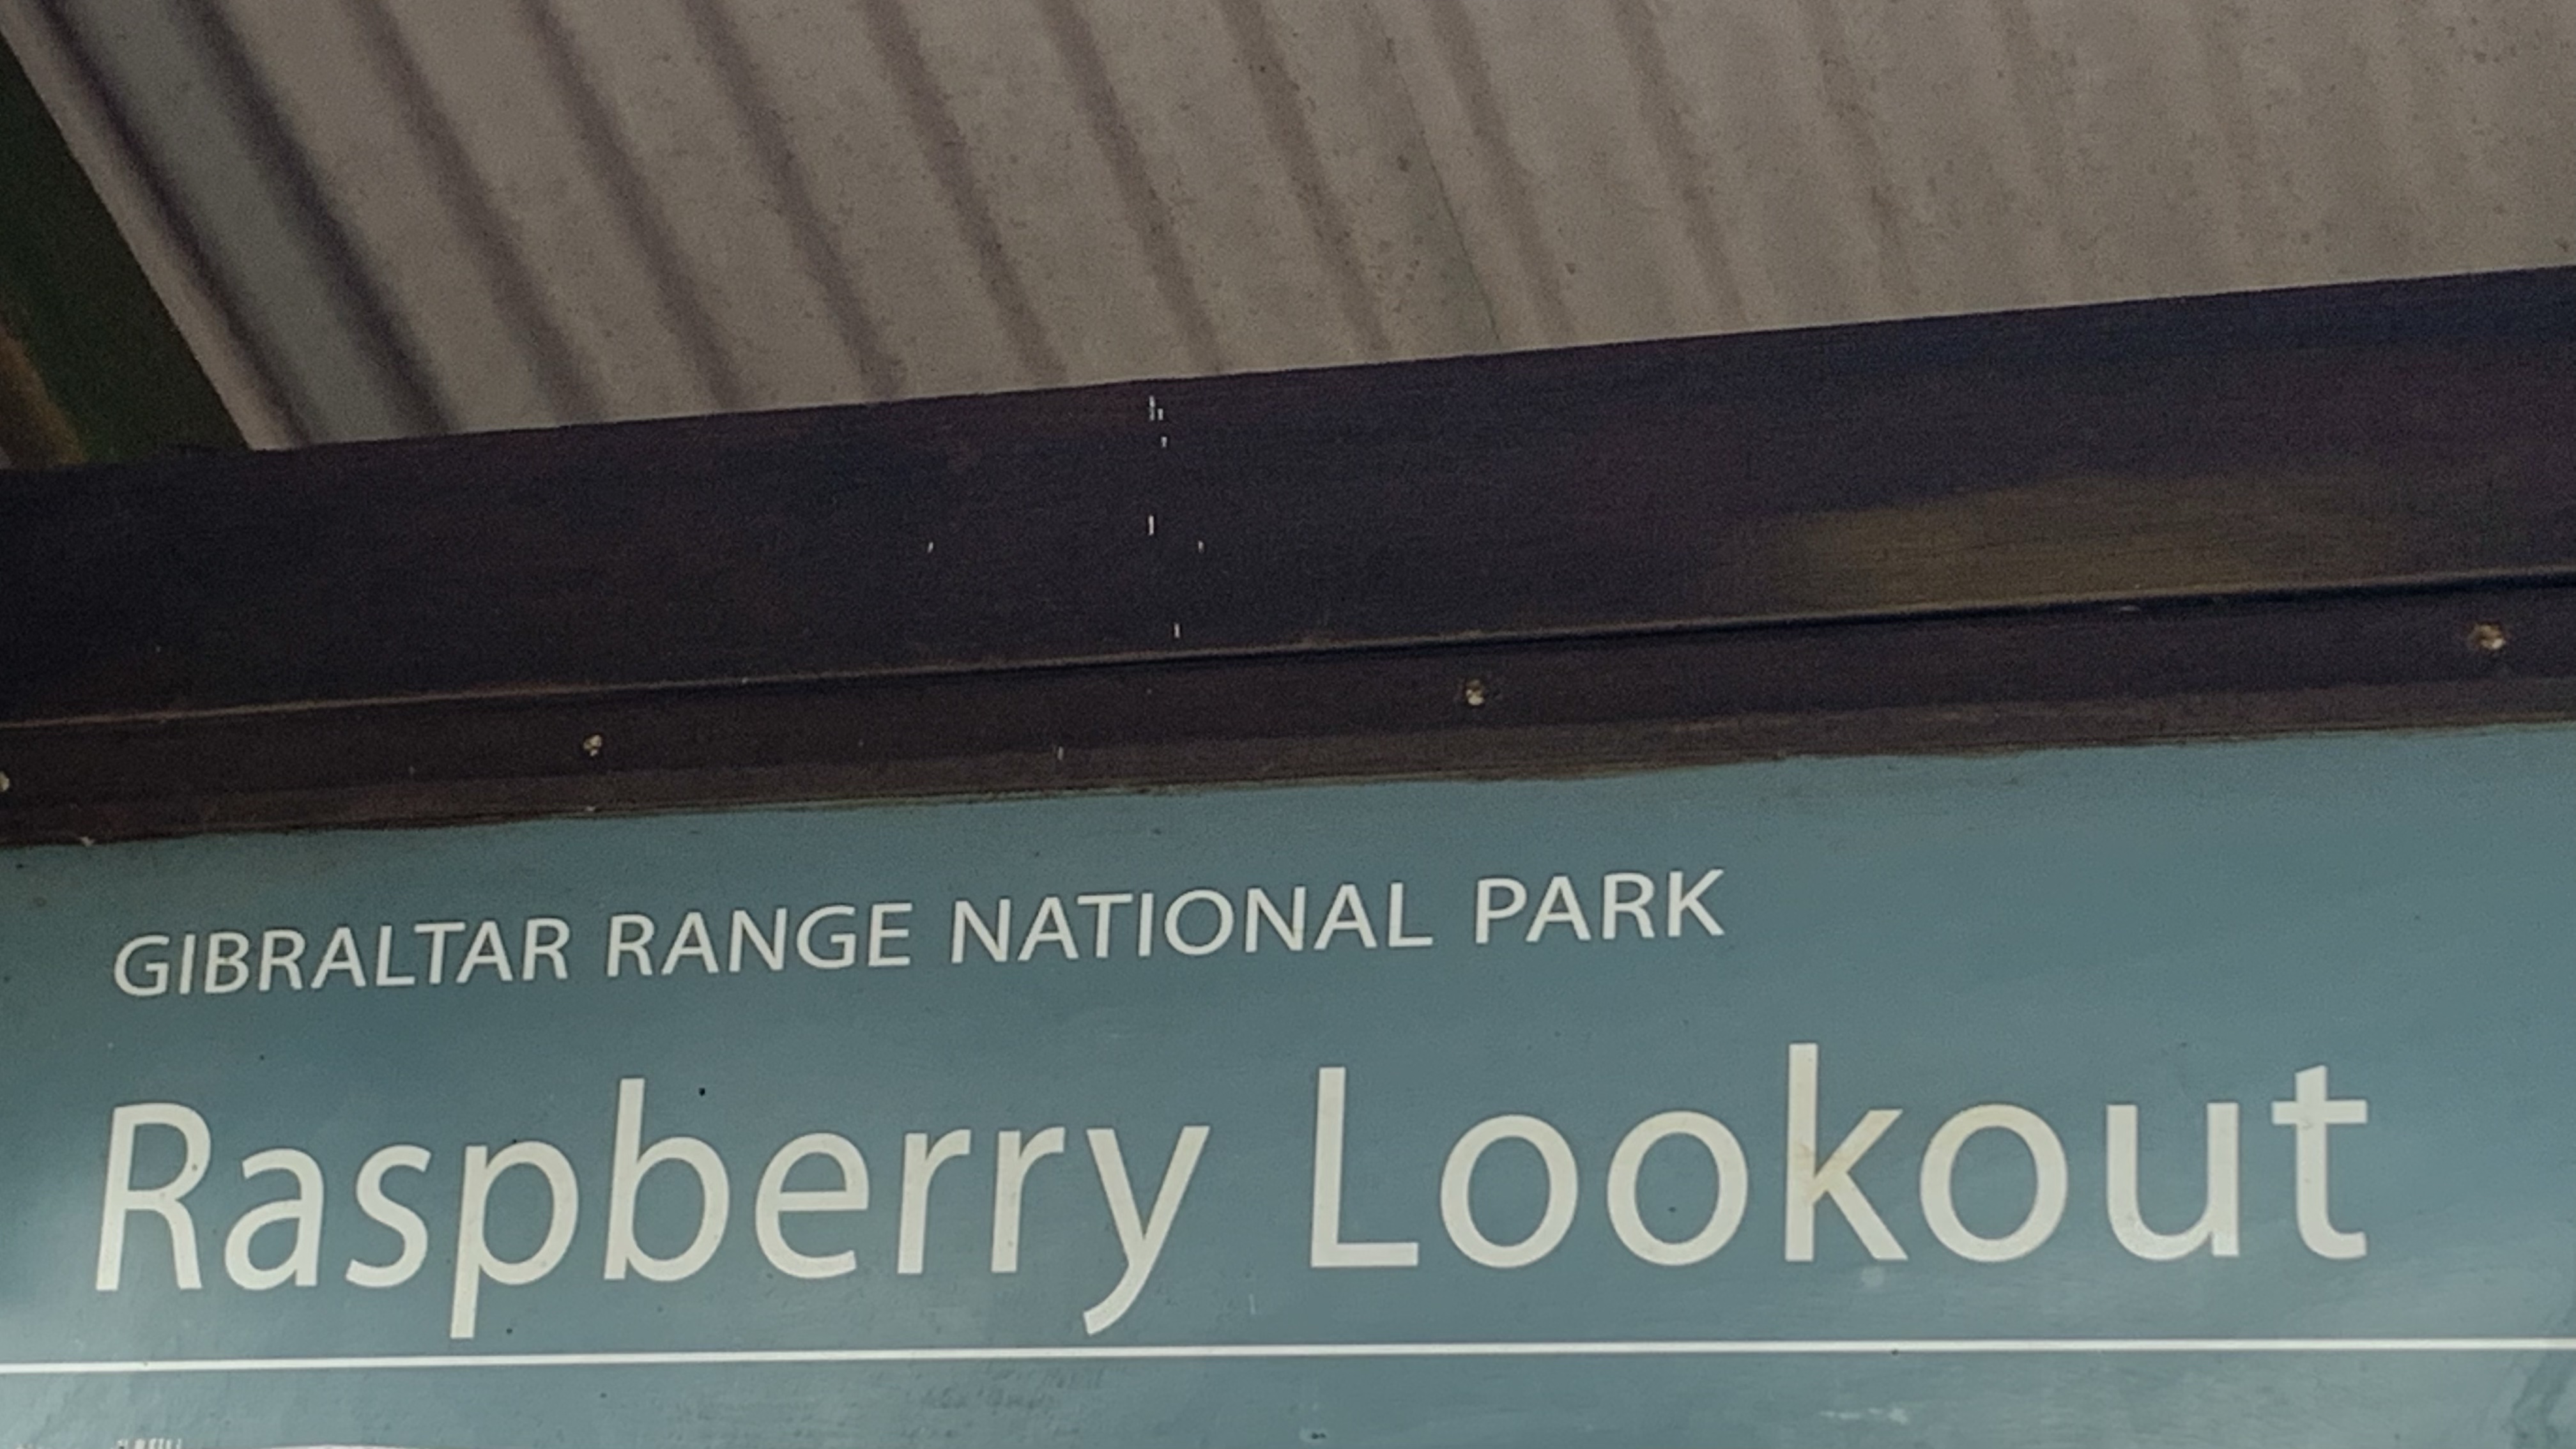 GIBRALTAR RANGE NATIONAL PARK
Raspberry Lookout